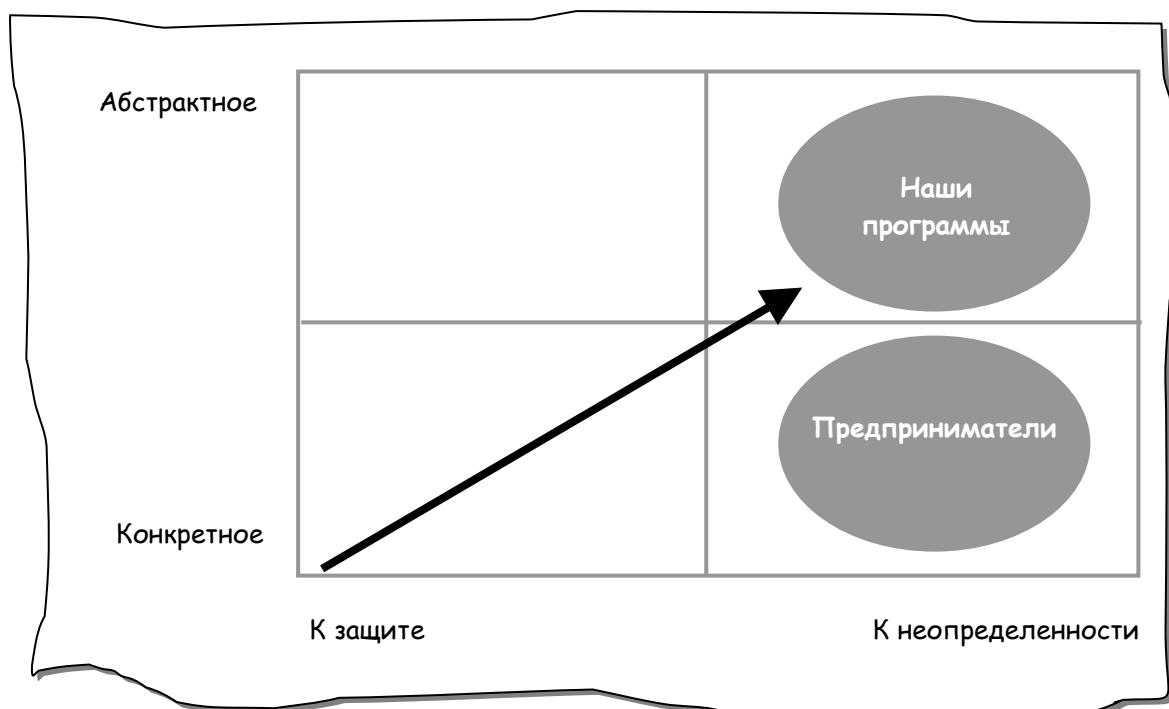 Абстрактное
Наши
программы
Предприниматели
Конкретное
К защите
К неопределенности